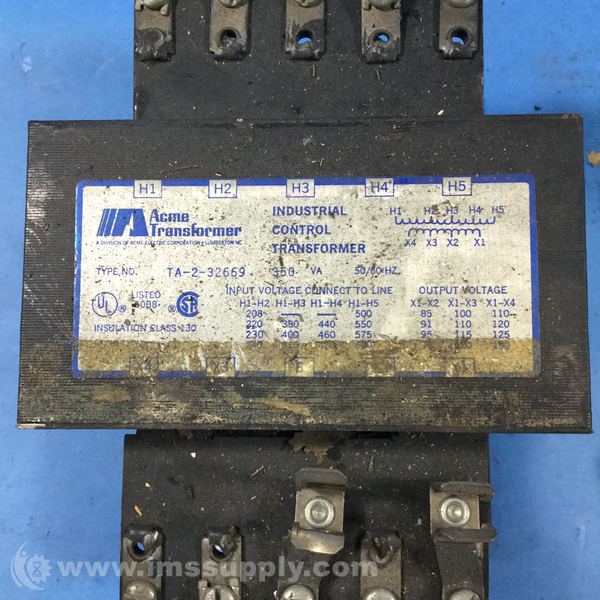 H1 H2 H3 H4 H5
Acme
Transformer
A DIVISION OF ACME ELECTRIC CORPORATION • LUMBERTON NC
INDUSTRIAL
CONTROL
TRANSFORMER
H1 H2 H3 H4 H5
X4 X3 X2 X1
TYPE NO. TA-2-32669 350 VA 50/60 HZ
UL LISTED
INSULATION CLASS 130
INPUT VOLTAGE CONNECT TO LINE
H1-H2 H1-H3 H1-H4 H1-H5
208 — — 500
220 380 440 550
230 400 460 575
OUTPUT VOLTAGE
X1-X2 X1-X3 X1-X4
85 100 110
91 110 120
95 115 125
www.imssupply.com